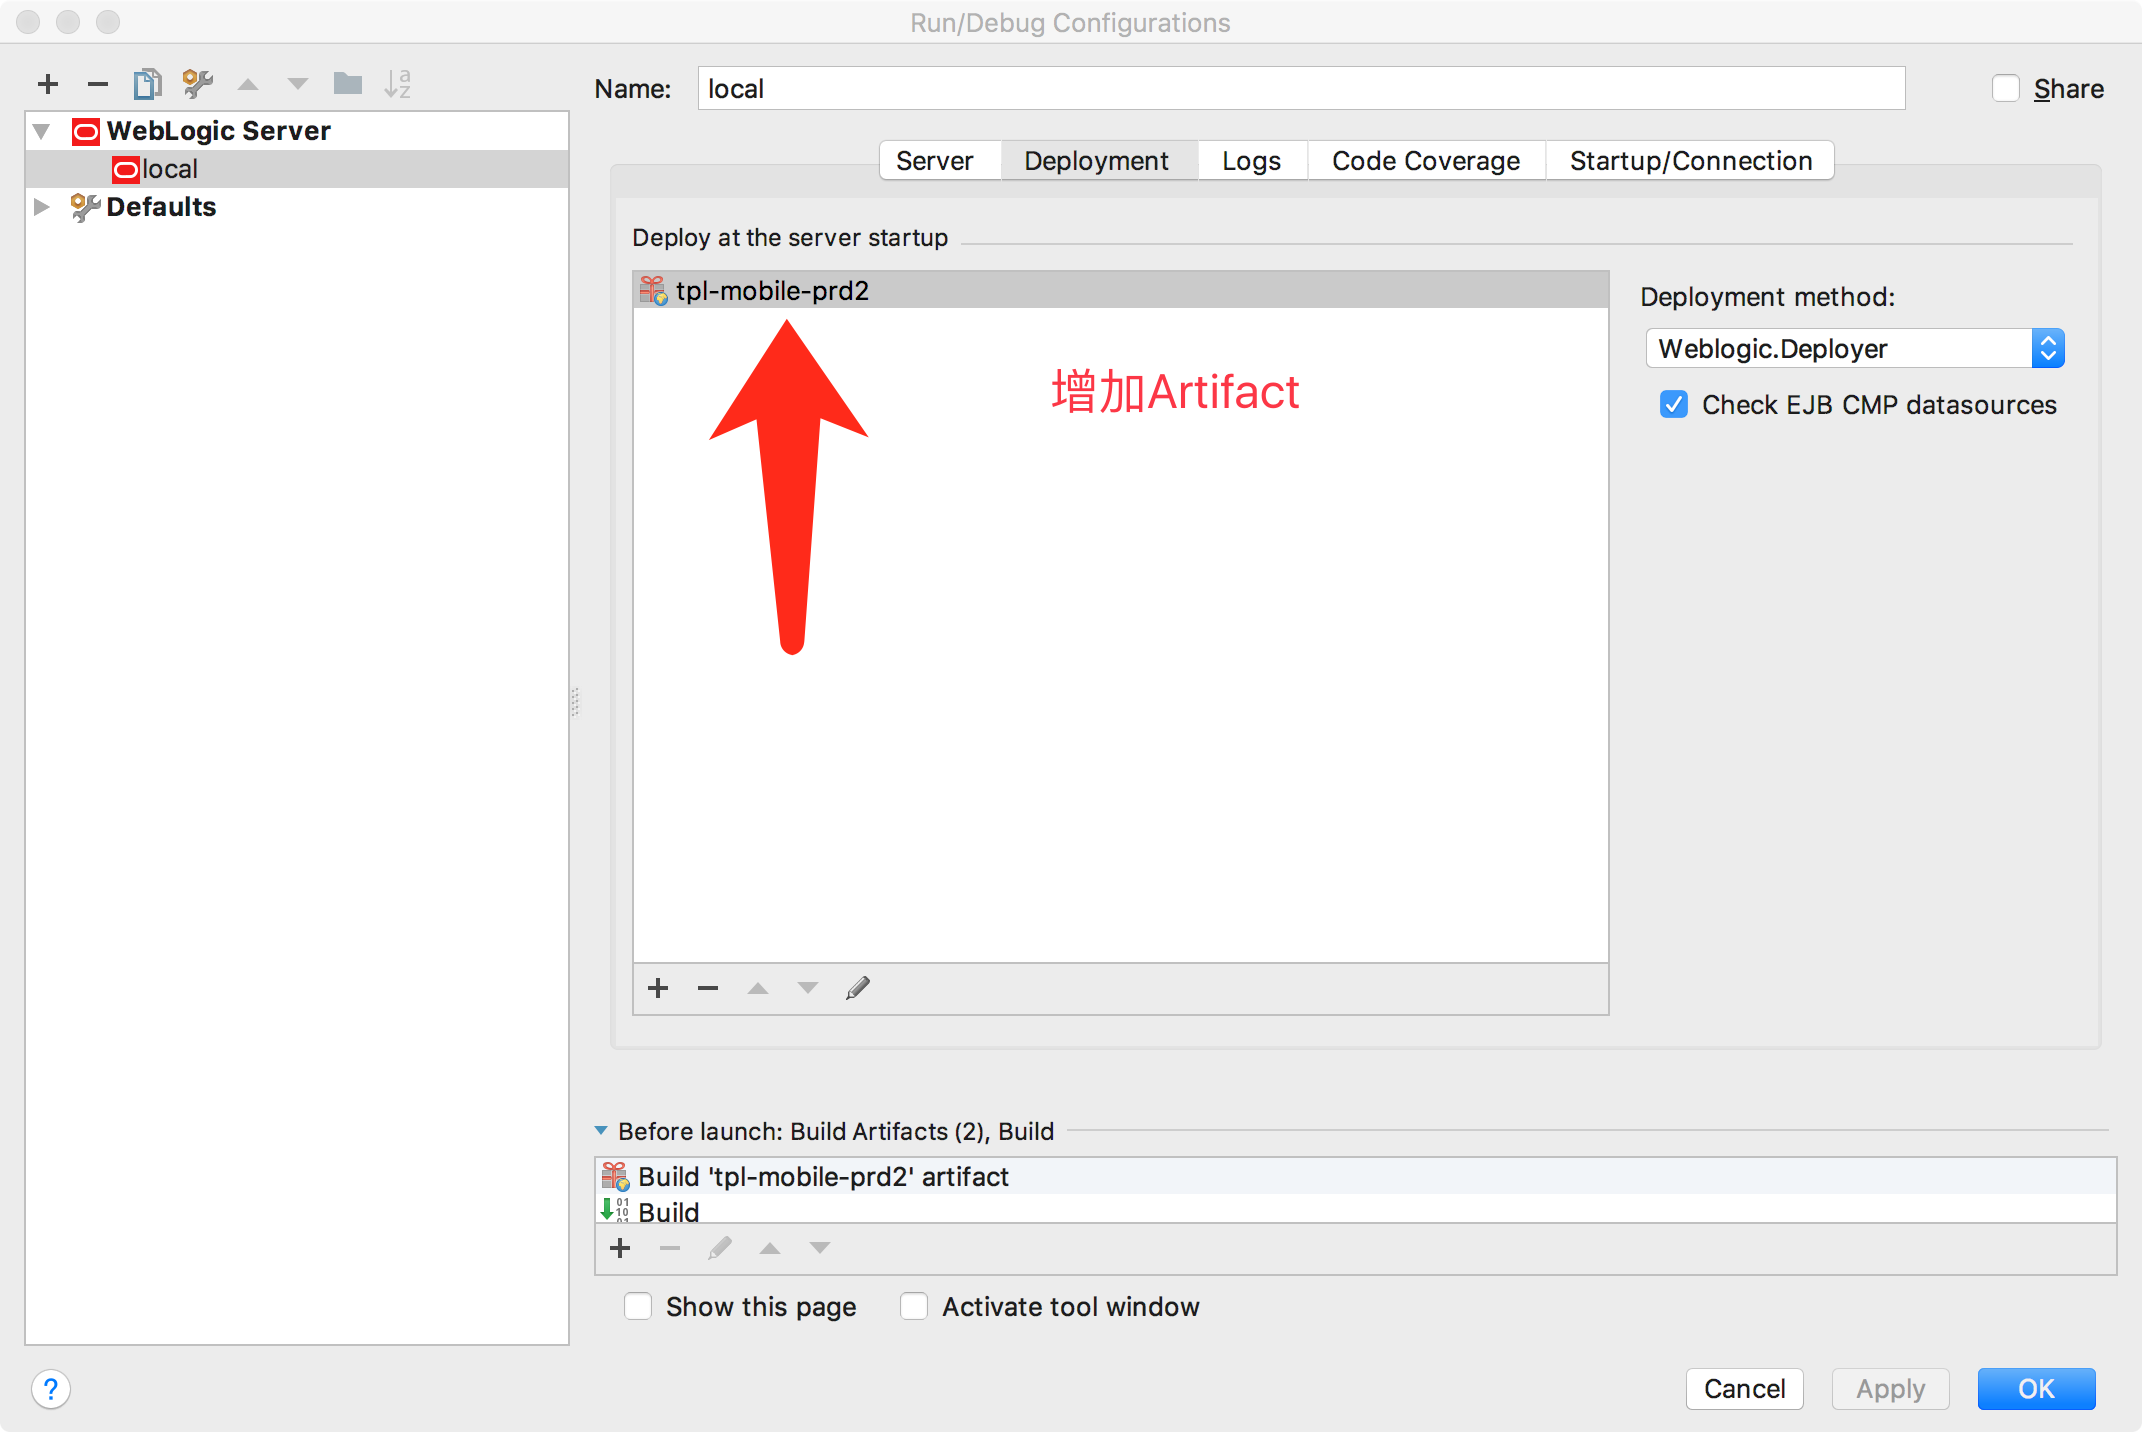 Run/Debug Configurations
Name: local
Share
WebLogic Server
local
Defaults
Server Deployment Logs Code Coverage Startup/Connection
Deploy at the server startup
tpl-mobile-prd2
增加Artifact
Deployment method:
Weblogic.Deployer
Check EJB CMP datasources
Before launch: Build Artifacts (2), Build
Build 'tpl-mobile-prd2' artifact
Build
Show this page Activate tool window
? Cancel Apply OK